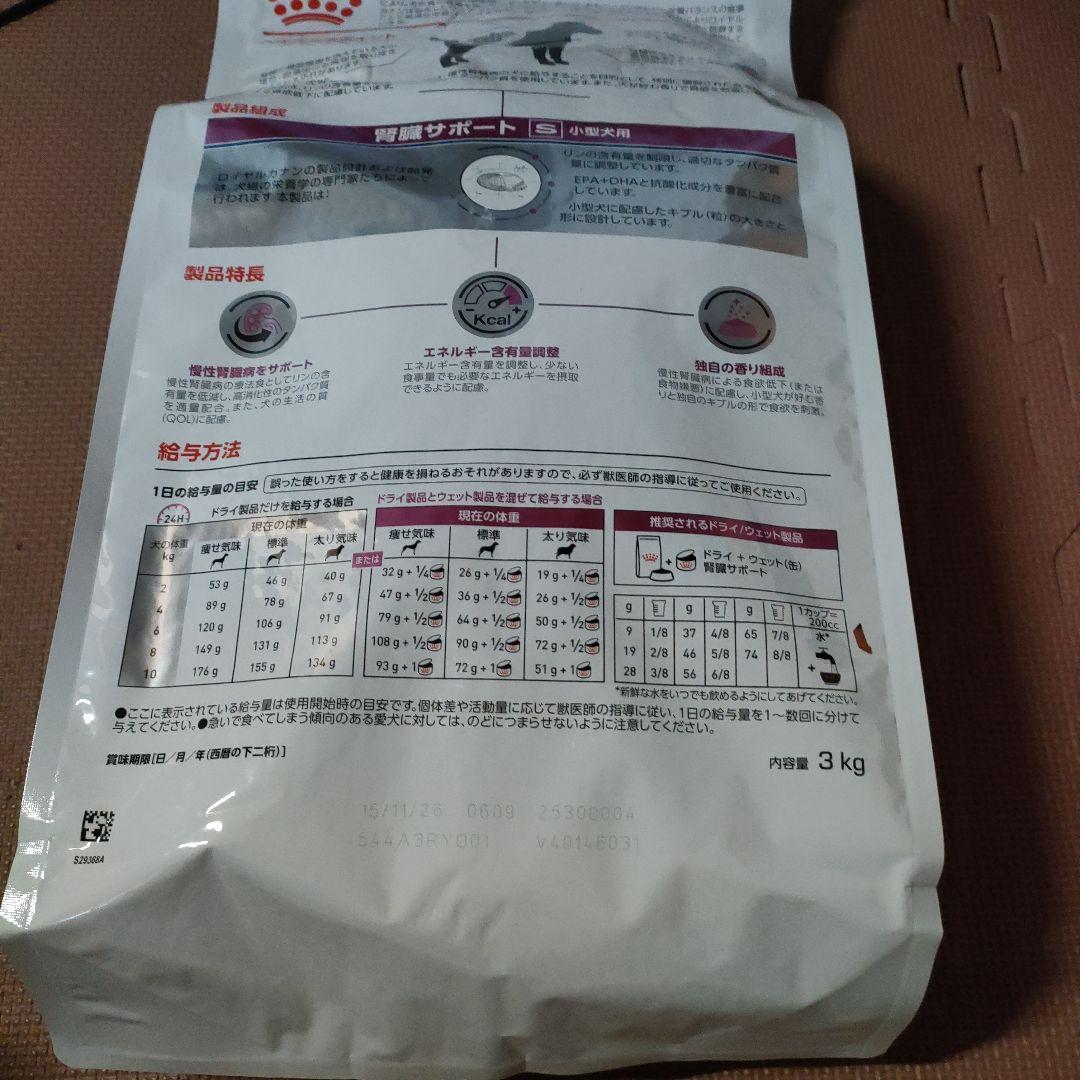 製品組成
腎臓サポート S 小型犬用
ロイヤルカナンの製品設計および開発
は、犬猫の栄養学の専門家たちによって
行われます。本製品は:
リンの含有量を制限し、適切なタンパク質
量に調整しています。
EPA+DHAと抗酸化成分を豊富に配合
しています。
小型犬に配慮したキブル(粒)の大きさと
形に設計しています。
製品特長
Kcal
慢性腎臓病をサポート
慢性腎臓病の療法食としてリンの含
有量を低減し、高消化性のタンパク質
を適量配合。また、犬の生活の質
(QOL)に配慮。
エネルギー含有量調整
エネルギー含有量を調整し、少ない
食事量でも必要なエネルギーを摂取
できるように配慮。
独自の香り組成
慢性腎臓病による食欲低下(または
食物嫌悪)に配慮し、小型犬が好む香
りと独自のキブルの形で食欲を刺激。
給与方法
1日の給与量の目安 誤った使い方をすると健康を損ねるおそれがありますので、必ず獣医師の指導に従ってご使用ください。
24H ドライ製品だけを給与する場合 ドライ製品とウェット製品を混ぜて給与する場合
現在の体重 現在の体重 推奨されるドライ/ウェット製品
犬の体重 kg 痩せ気味 標準 太り気味 または 痩せ気味 標準 太り気味
ドライ + ウェット(缶)
腎臓サポート
2 53 g 46 g 40 g 32 g + 1/4 26 g + 1/4 19 g + 1/4
4 89 g 78 g 67 g 47 g + 1/2 36 g + 1/2 26 g + 1/2
6 120 g 106 g 91 g 79 g + 1/2 64 g + 1/2 50 g + 1/2
8 149 g 131 g 113 g 108 g + 1/2 90 g + 1/2 72 g + 1/2
10 176 g 155 g 134 g 93 g + 1 72 g + 1 51 g + 1
g g g 1カップ=
200cc
9 1/8 37 4/8 65 7/8 水*
19 2/8 46 5/8 74 8/8 +
28 3/8 56 6/8
*新鮮な水をいつでも飲めるようにしてあげてください。
●ここに表示されている給与量は使用開始時の目安です。個体差や活動量に応じて獣医師の指導に従い、1日の給与量を1〜数回に分けて
与えてください。●急いで食べてしまう傾向のある愛犬に対しては、のどにつまらせないように注意してください。
賞味期限[日/月/年(西暦の下二桁)]
内容量 3 kg
15/11/26 0609 25300004
544A3RY001 V40146031
S29368A